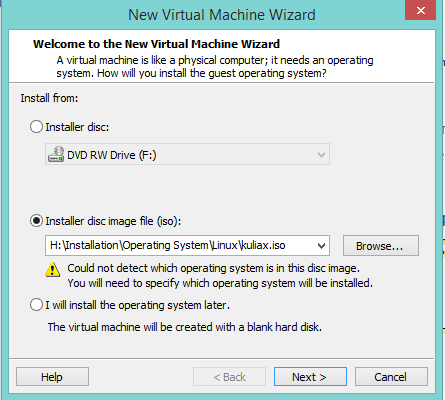 New Virtual Machine Wizard
Welcome to the New Virtual Machine Wizard
A virtual machine is like a physical computer; it needs an operating
system. How will you install the guest operating system?
Install from:
Installer disc:
DVD RW Drive (F:)
Installer disc image file (iso):
H:\Installation\Operating System\Linux\kuliax.iso
Browse...
Could not detect which operating system is in this disc image.
You will need to specify which operating system will be installed.
I will install the operating system later.
The virtual machine will be created with a blank hard disk.
Help
< Back
Next >
Cancel